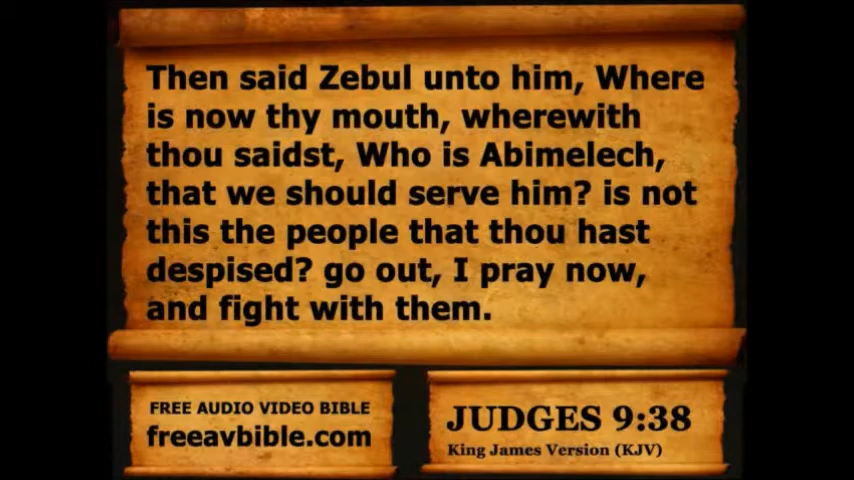 Then said Zebul unto him, Where
is now thy mouth, wherewith
thou saidst, Who is Abimelech,
that we should serve him? is not
this the people that thou hast
despised? go out, I pray now,
and fight with them.
FREE AUDIO VIDEO BIBLE
freeavbible.com
JUDGES 9:38
King James Version (KJV)